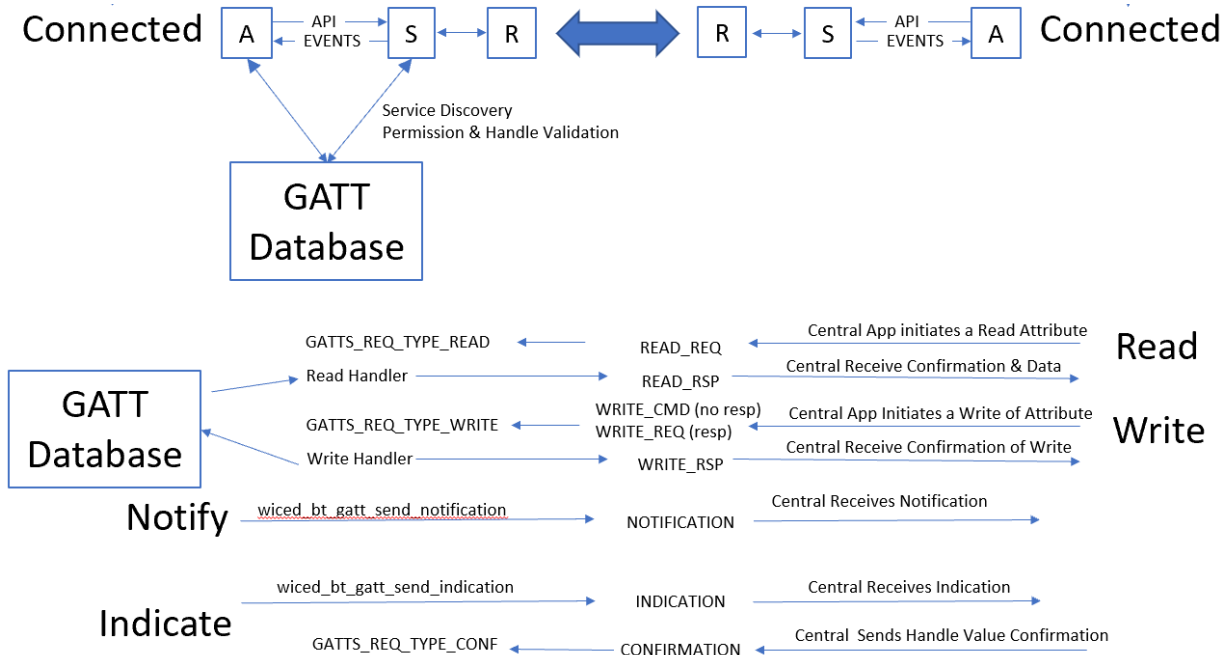 Connected
A
API
EVENTS
S
R
R
S
API
EVENTS
A
Connected
Service Discovery
Permission & Handle Validation
GATT
Database
GATTS_REQ_TYPE_READ
READ_REQ
Central App initiates a Read Attribute
Read
Read Handler
READ_RSP
Central Receive Confirmation & Data
GATT
Database
GATTS_REQ_TYPE_WRITE
WRITE_CMD (no resp)
WRITE_REQ (resp)
Central App Initiates a Write of Attribute
Write
Write Handler
WRITE_RSP
Central Receive Confirmation of Write
Notify
wiced_bt_gatt_send_notification
NOTIFICATION
Central Receives Notification
Indicate
wiced_bt_gatt_send_indication
INDICATION
Central Receives Indication
GATTS_REQ_TYPE_CONF
CONFIRMATION
Central Sends Handle Value Confirmation